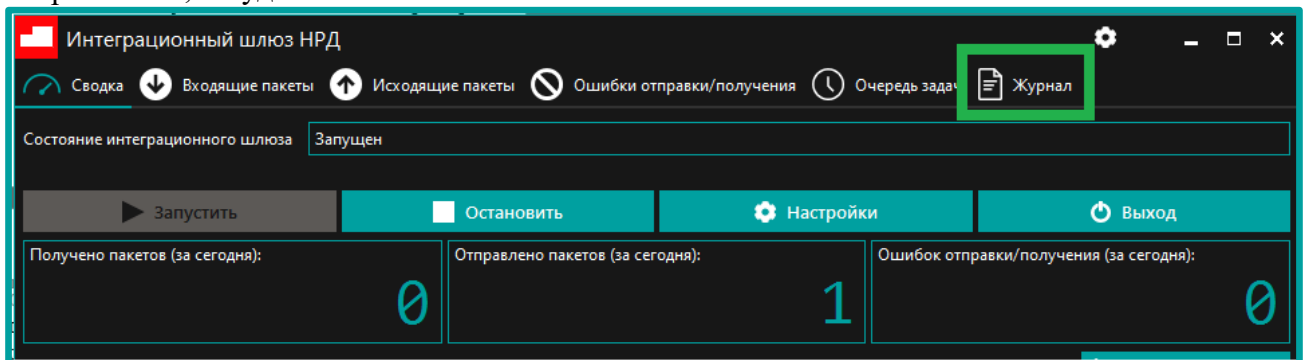 Интеграционный шлюз НРД
Сводка Входящие пакеты Исходящие пакеты Ошибки отправки/получения Очередь задач Журнал
Состояние интеграционного шлюза Запущен
Запустить Остановить Настройки Выход
Получено пакетов (за сегодня): Отправлено пакетов (за сегодня): Ошибок отправки/получения (за сегодня):
0 1 0